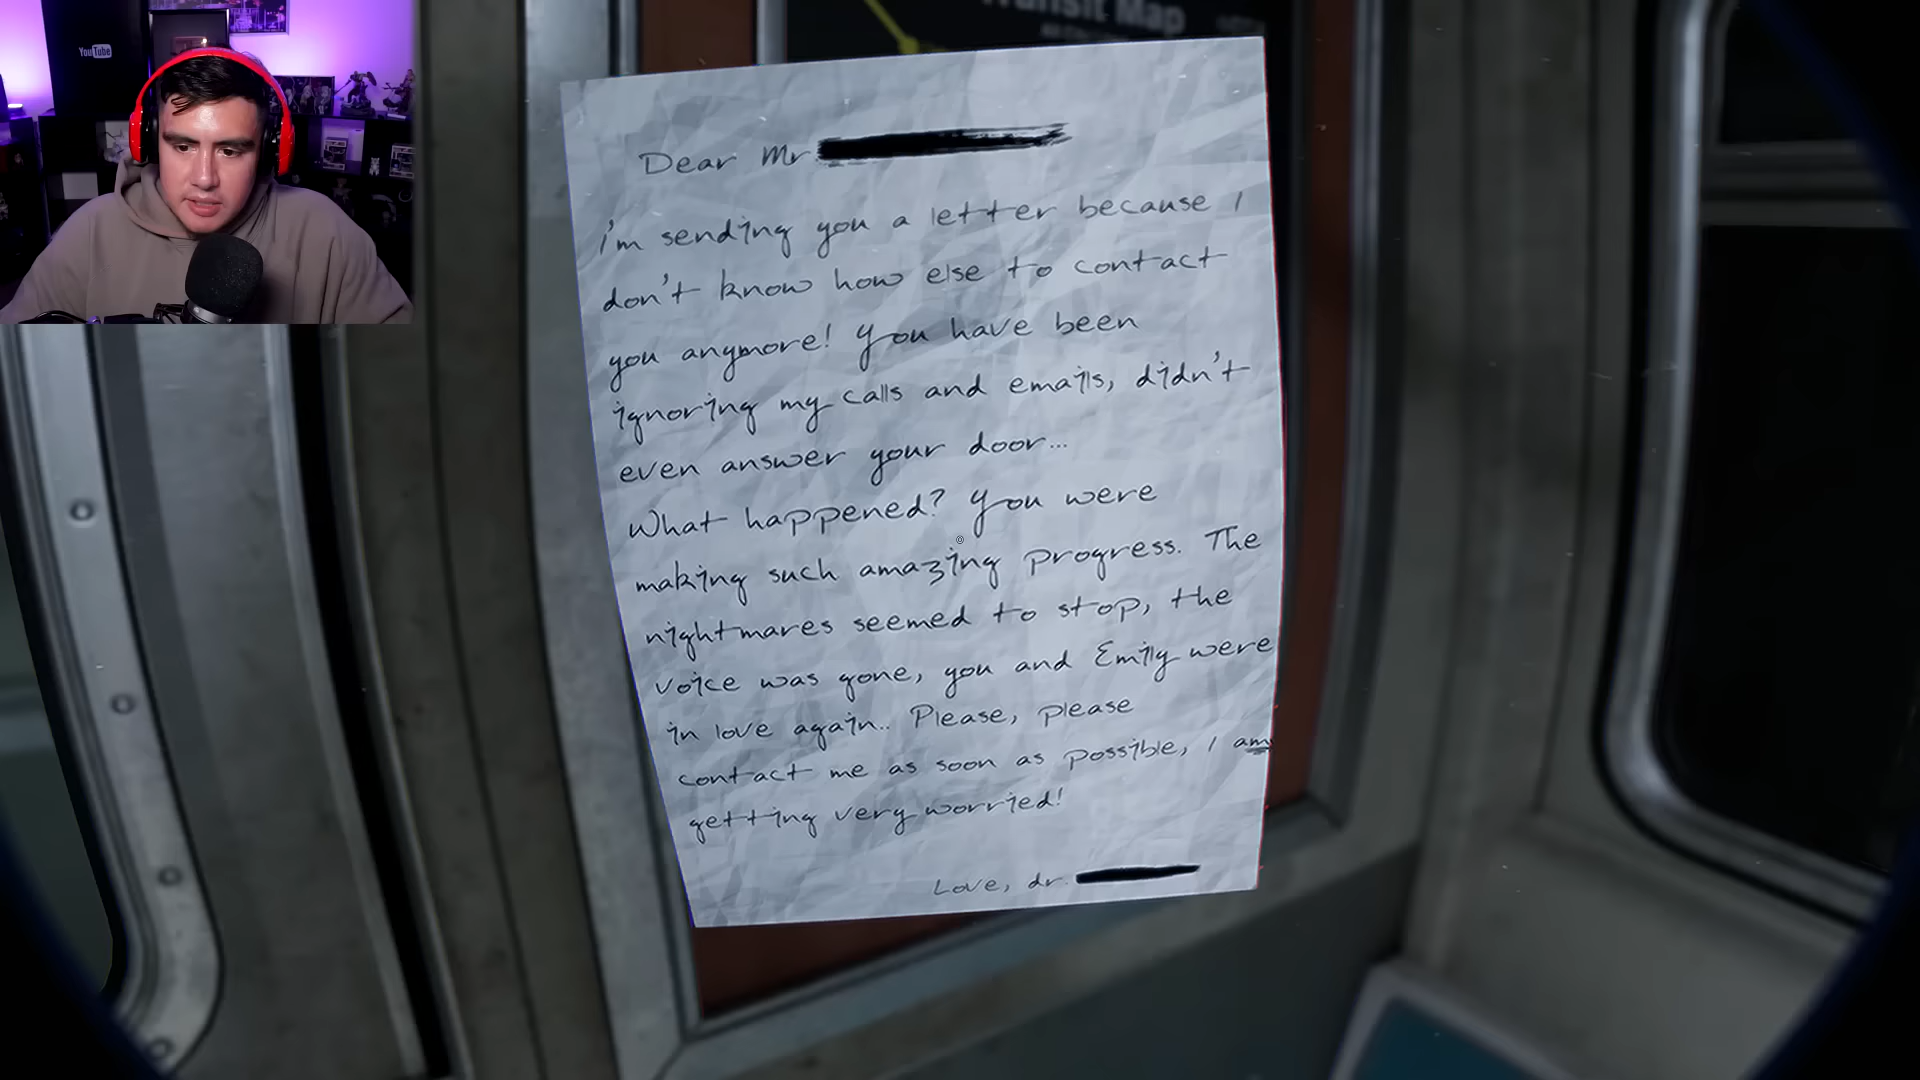 YouTube
Transit Map
Dear Mr
I'm sending you a letter because I
don't know how else to contact
you anymore! You have been
ignoring my calls and emails, didn't
even answer your door...
What happened? You were
making such amazing progress. The
nightmares seemed to stop, the
voice was gone, you and Emily were
in love again.. Please, please
contact me as soon as possible, I am
getting very worried!
Love, dr.